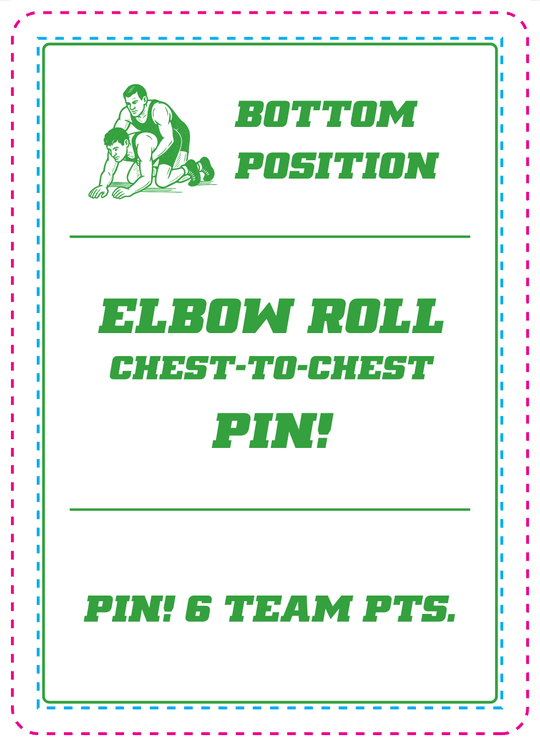 BOTTOM
POSITION
ELBOW ROLL
CHEST-TO-CHEST
PIN!
PIN! 6 TEAM PTS.